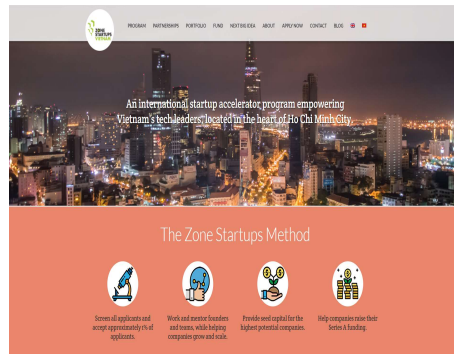 ZONE
STARTUPS
VIETNAM
PROGRAM PARTNERSHIPS PORTFOLIO FUND NEXT BIG IDEA ABOUT APPLY NOW CONTACT BLOG
An international startup accelerator program empowering
Vietnam's tech leaders, located in the heart of Ho Chi Minh City.
The Zone Startups Method
Screen all applicants and
accept approximately 1% of
applicants.
Work and mentor founders
and teams, while helping
companies grow and scale.
Provide seed capital for the
highest potential companies.
Help companies raise their
Series A funding.